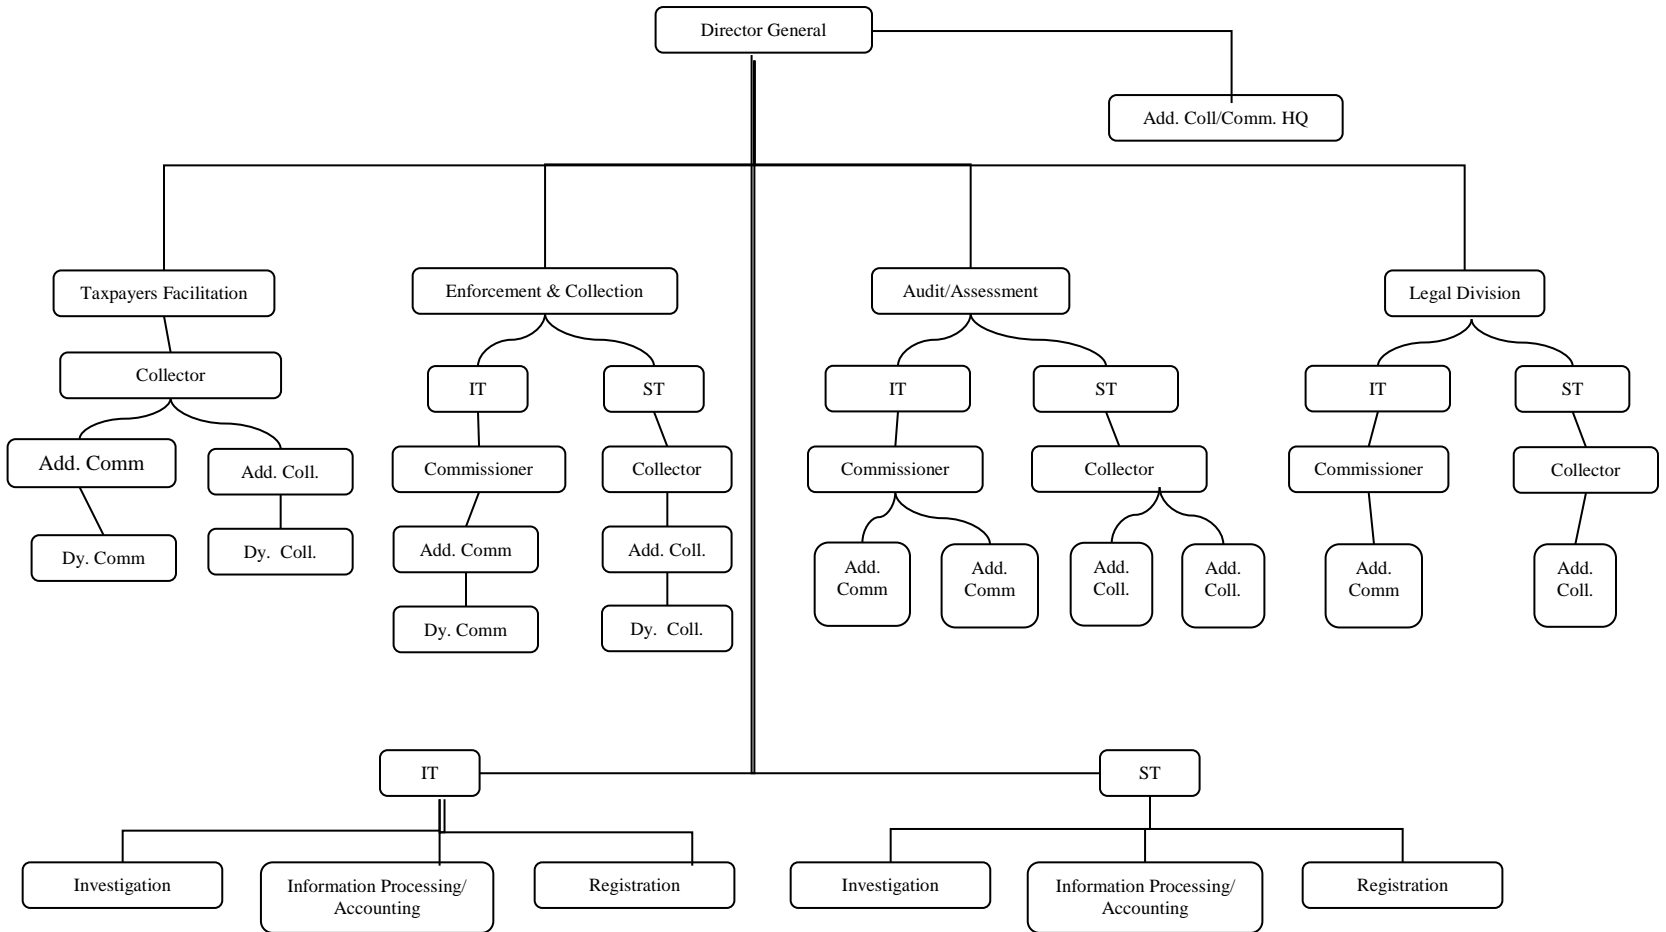 Director General
Add. Coll/Comm. HQ
Taxpayers Facilitation
Enforcement & Collection
Audit/Assessment
Legal Division
Collector
IT
ST
IT
ST
IT
ST
Add. Comm
Add. Coll.
Commissioner
Collector
Commissioner
Collector
Commissioner
Collector
Dy. Comm
Dy.  Coll.
Add. Comm
Add. Coll.
Add.
Comm
Add.
Comm
Add.
Coll.
Add.
Coll.
Add.
Comm
Add.
Coll.
Dy. Comm
Dy.  Coll.
IT
ST
Investigation
Information Processing/
Accounting
Registration
Investigation
Information Processing/
Accounting
Registration